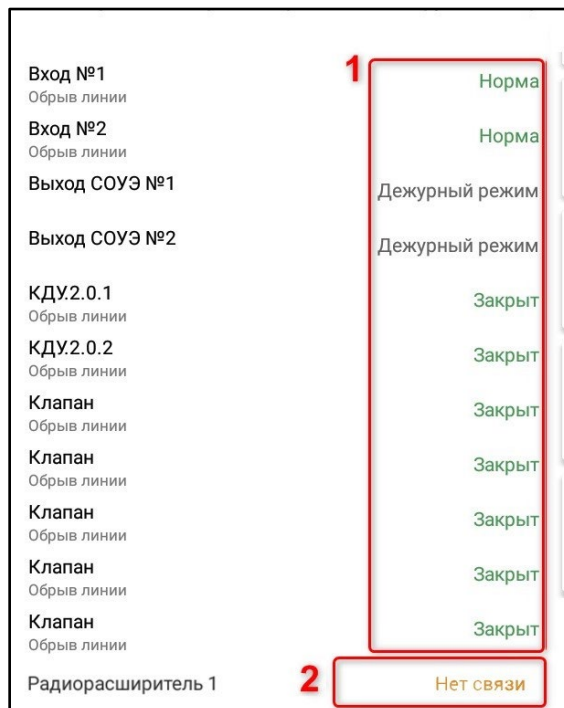 1
Вход №1
Норма
Обрыв линии
Вход №2
Норма
Обрыв линии
Выход СОУЭ №1
Дежурный режим
Выход СОУЭ №2
Дежурный режим
КДУ.2.0.1
Закрыт
Обрыв линии
КДУ.2.0.2
Закрыт
Обрыв линии
Клапан
Закрыт
Обрыв линии
Клапан
Закрыт
Обрыв линии
Клапан
Закрыт
Обрыв линии
Клапан
Закрыт
Обрыв линии
Клапан
Закрыт
Обрыв линии
Радиорасширитель 1
2
Нет связи